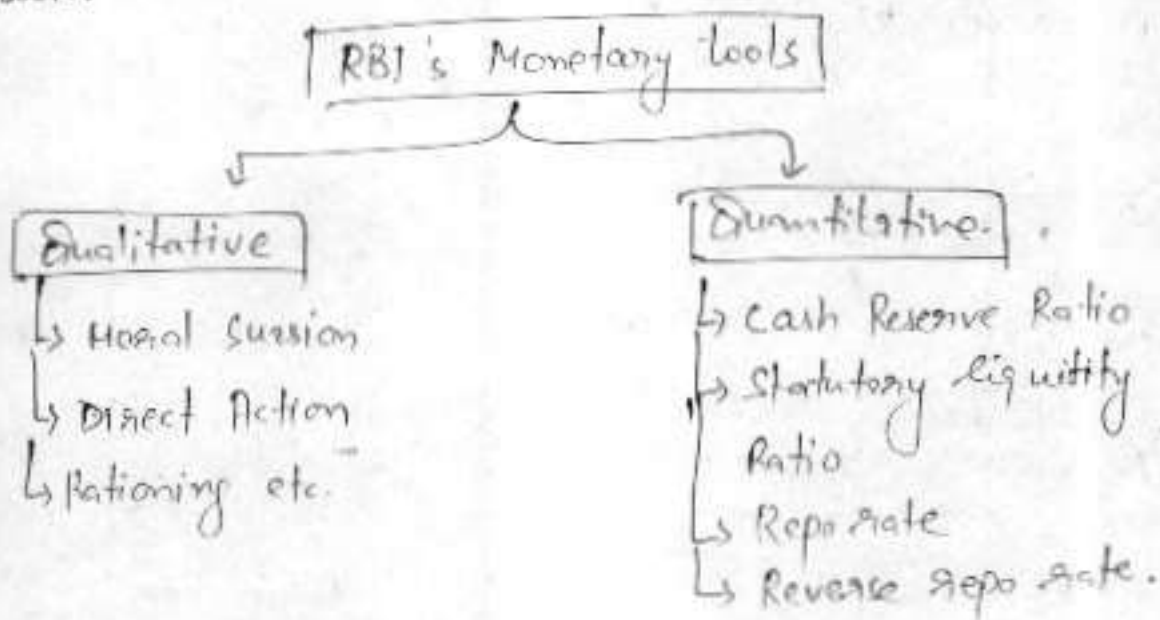 RBI's Monetary tools
Qualitative
↳ Moral Sursion
↳ Direct Action
↳ Rationing etc.
Quantitative.
↳ Cash Reserve Ratio
↳ Statutory liquitity
Ratio
↳ Repo rate
↳ Reverse repo rate.